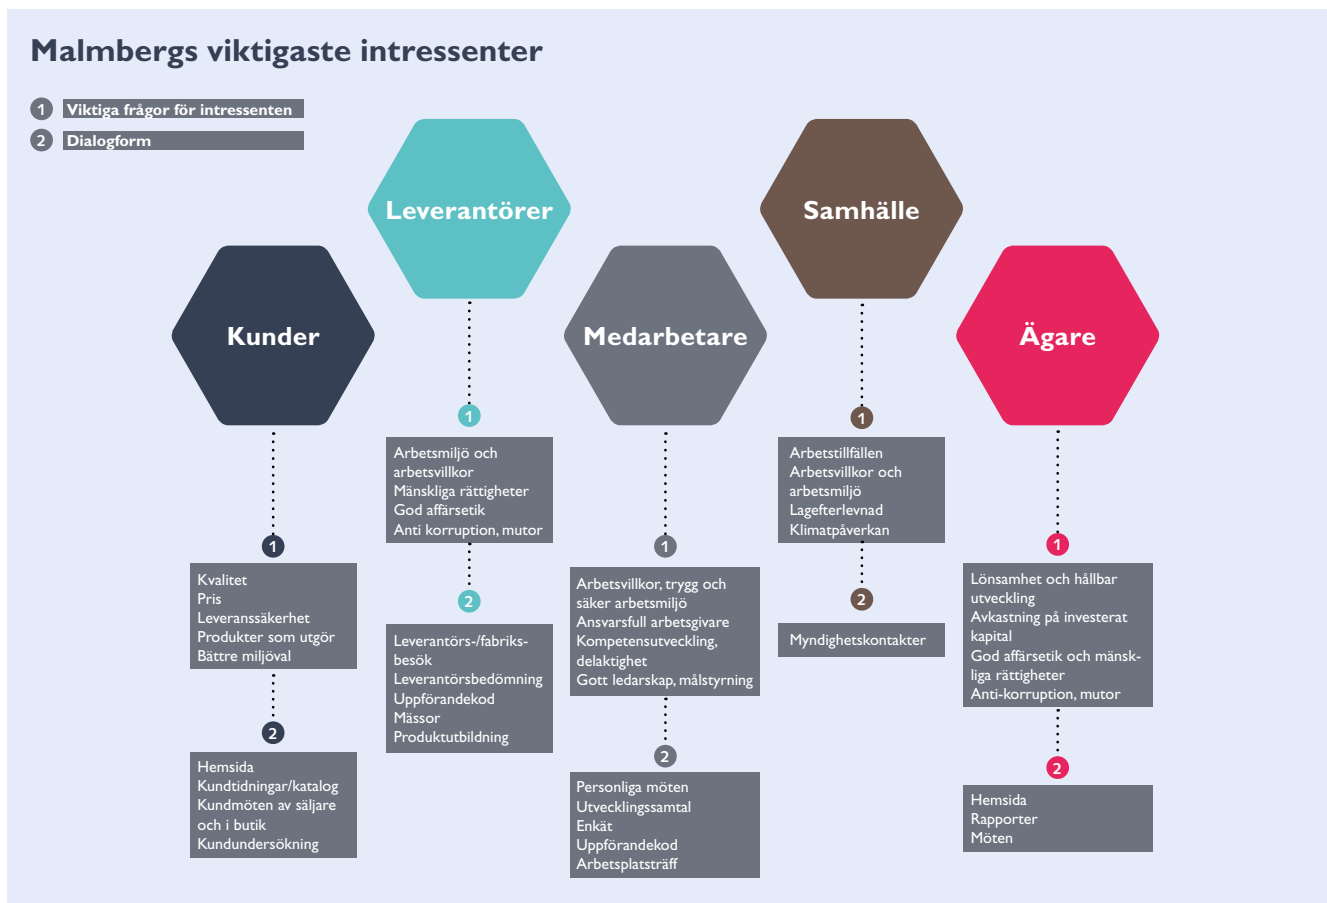 Malmbergs viktigaste intressenter
1 Viktiga frågor för intressenten
2 Dialogform
Kunder
1
Kvalitet
Pris
Leveranssäkerhet
Produkter som utgör
Bättre miljöval
2
Hemsida
Kundtidningar/katalog
Kundmöten av säljare
och i butik
Kundundersökning
Leverantörer
1
Arbetsmiljö och
arbetsvillkor
Mänskliga rättigheter
God affärsetik
Anti korruption, mutor
2
Leverantörs-/fabriks-
besök
Leverantörsbedömning
Uppförandekod
Mässor
Produktutbildning
Medarbetare
1
Arbetsvillkor, trygg och
säker arbetsmiljö
Ansvarsfull arbetsgivare
Kompetensutveckling,
delaktighet
Gott ledarskap, målstyrning
2
Personliga möten
Utvecklingssamtal
Enkät
Uppförandekod
Arbetsplatsträff
Samhälle
1
Arbetstillfällen
Arbetsvillkor och
arbetsmiljö
Lagefterlevnad
Klimatpåverkan
2
Myndighetskontakter
Ägare
1
Lönsamhet och hållbar
utveckling
Avkastning på investerat
kapital
God affärsetik och mänsk-
liga rättigheter
Anti-korruption, mutor
2
Hemsida
Rapporter
Möten